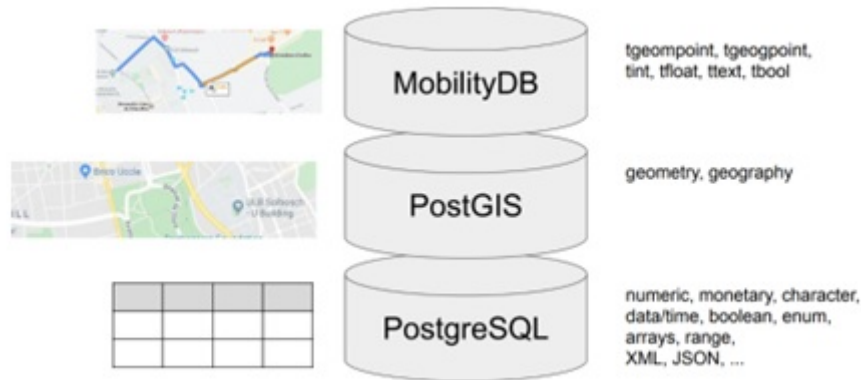 MobilityDB
tgeompoint, tgeogpoint,
tint, tfloat, ttext, tbool
Brico Uccle
ULB Solbosch
- U Building
PostGIS
geometry, geography
PostgreSQL
numeric, monetary, character,
data/time, boolean, enum,
arrays, range,
XML, JSON, ...